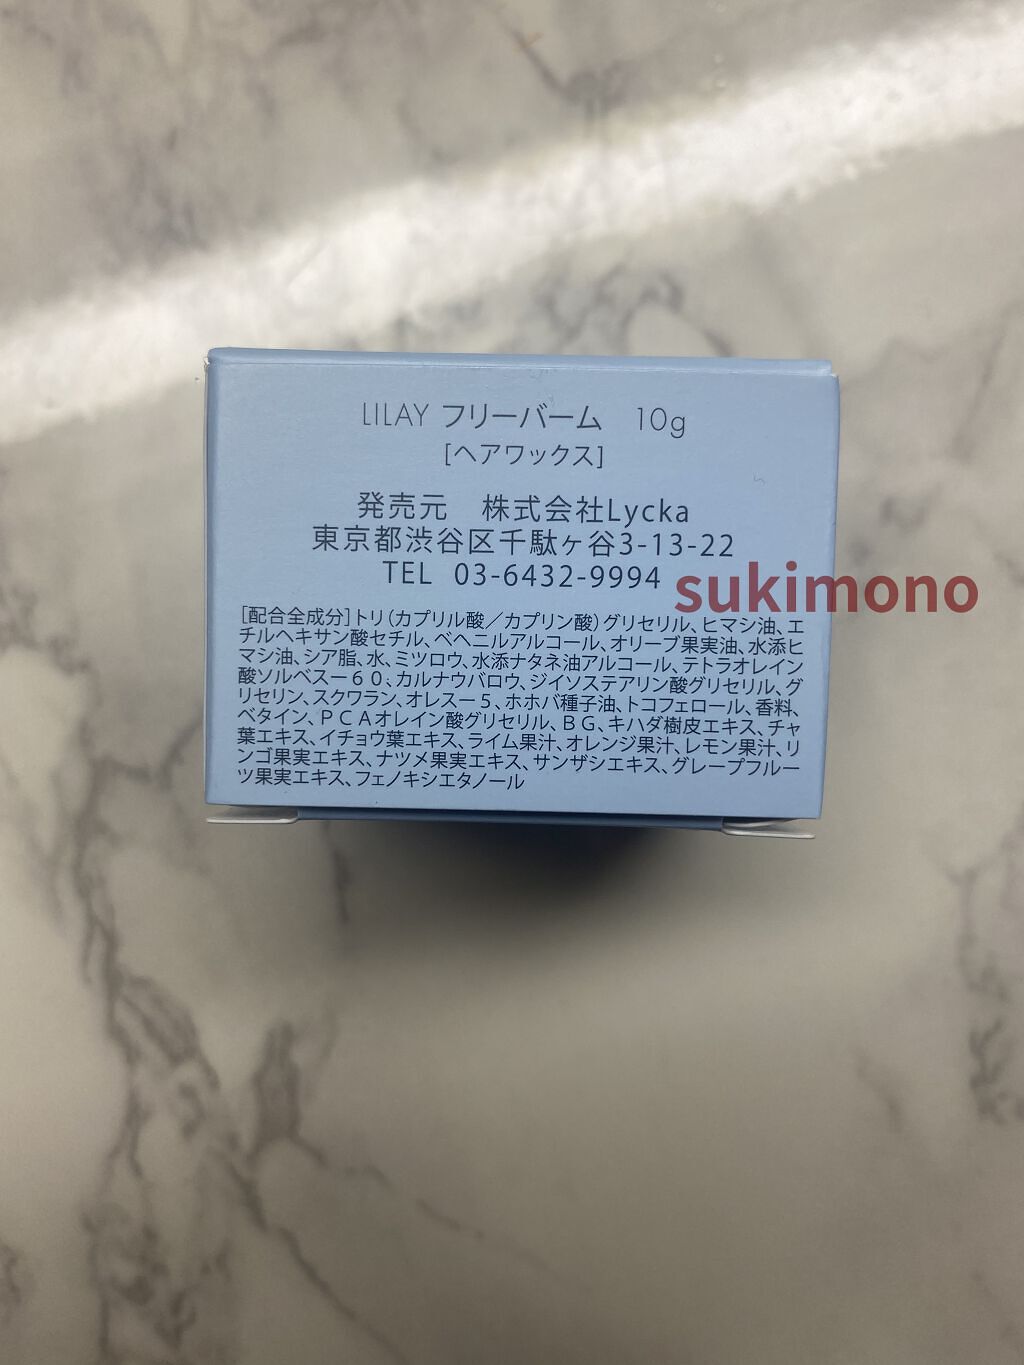 LILAY フリーバーム　10g
[ヘアワックス]
発売元　株式会社Lycka
東京都渋谷区千駄ヶ谷3-13-22
TEL 03-6432-9994
sukimono
[配合全成分]トリ(カプリル酸／カプリン酸)グリセリル、ヒマシ油、エ
チルヘキサン酸セチル、ベヘニルアルコール、オリーブ果実油、水添ヒ
マシ油、シア脂、水、ミツロウ、水添ナタネ油アルコール、テトラオレイン
酸ソルベスー６０、カルナウバロウ、ジイソステアリン酸グリセリル、グ
リセリン、スクワラン、オレスー５、ホホバ種子油、トコフェロール、香料、
ベタイン、ＰＣＡオレイン酸グリセリル、ＢＧ、キハダ樹皮エキス、チャ
葉エキス、イチョウ葉エキス、ライム果汁、オレンジ果汁、レモン果汁、リ
ンゴ果実エキス、ナツメ果実エキス、サンザシエキス、グレープフルー
ツ果実エキス、フェノキシエタノール